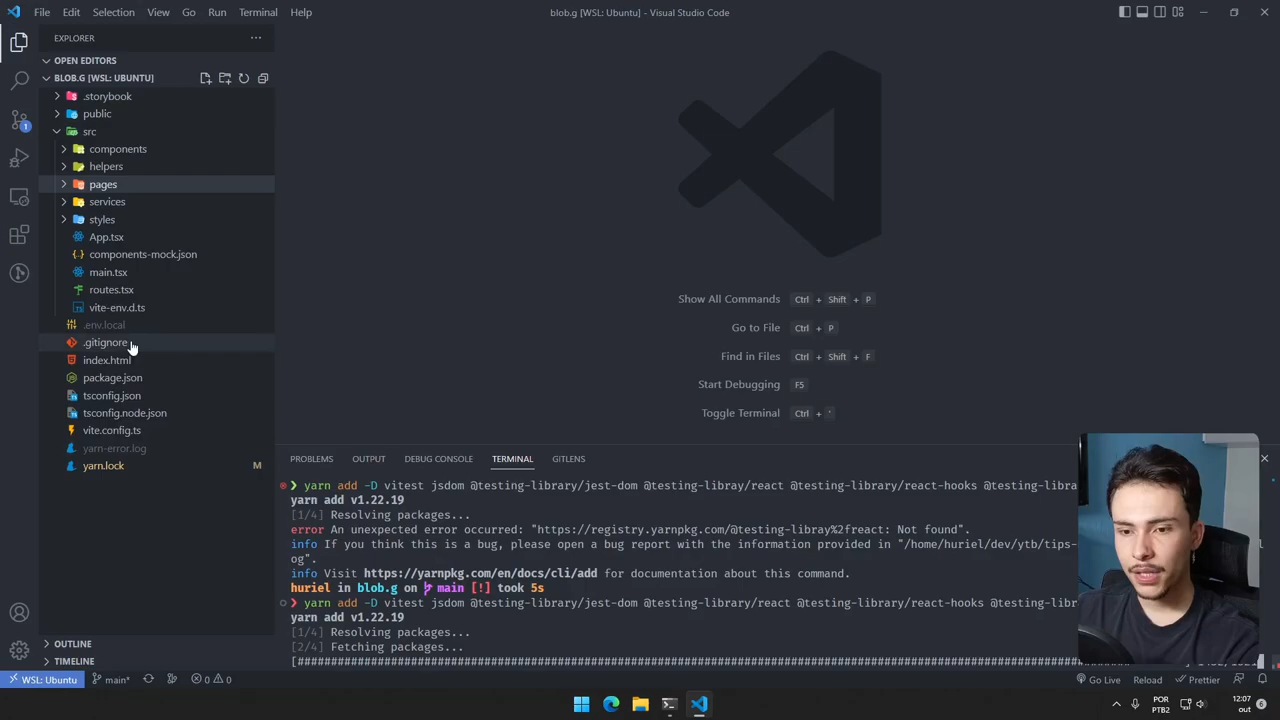 File Edit Selection View Go Run Terminal Help
blob.g [WSL: Ubuntu] - Visual Studio Code
EXPLORER
OPEN EDITORS
BLOB.G [WSL: UBUNTU]
.storybook
public
src
components
helpers
pages
services
styles
App.tsx
components-mock.json
main.tsx
routes.tsx
vite-env.d.ts
.env.local
.gitignore
index.html
package.json
tsconfig.json
tsconfig.node.json
vite.config.ts
yarn-error.log
yarn.lock M
OUTLINE
TIMELINE
Show All Commands Ctrl + Shift + P
Go to File Ctrl + P
Find in Files Ctrl + Shift + F
Start Debugging F5
Toggle Terminal Ctrl + '
PROBLEMS OUTPUT DEBUG CONSOLE TERMINAL GITLENS
❯ yarn add -D vitest jsdom @testing-library/jest-dom @testing-libray/react @testing-library/react-hooks @testing-lib
yarn add v1.22.19
[1/4] Resolving packages...
error An unexpected error occurred: "https://registry.yarnpkg.com/@testing-libray%2freact: Not found".
info If you think this is a bug, please open a bug report with the information provided in "/home/huriel/dev/ytb/tips-
og".
info Visit https://yarnpkg.com/en/docs/cli/add for documentation about this command.
huriel in blob.g on main [!] took 5s
❯ yarn add -D vitest jsdom @testing-library/jest-dom @testing-library/react @testing-library/react-hooks @testing-lib
yarn add v1.22.19
[1/4] Resolving packages...
[2/4] Fetching packages...
WSL: Ubuntu main* 0 0 Go Live Reload Prettier
POR
PTB2
12:07
out